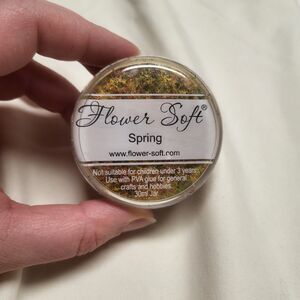 Flower Soft®
Spring
www.flower-soft.com
Not suitable for children under 3 years
Use with PVA glue for general
crafts and hobbies.
30ml Jar